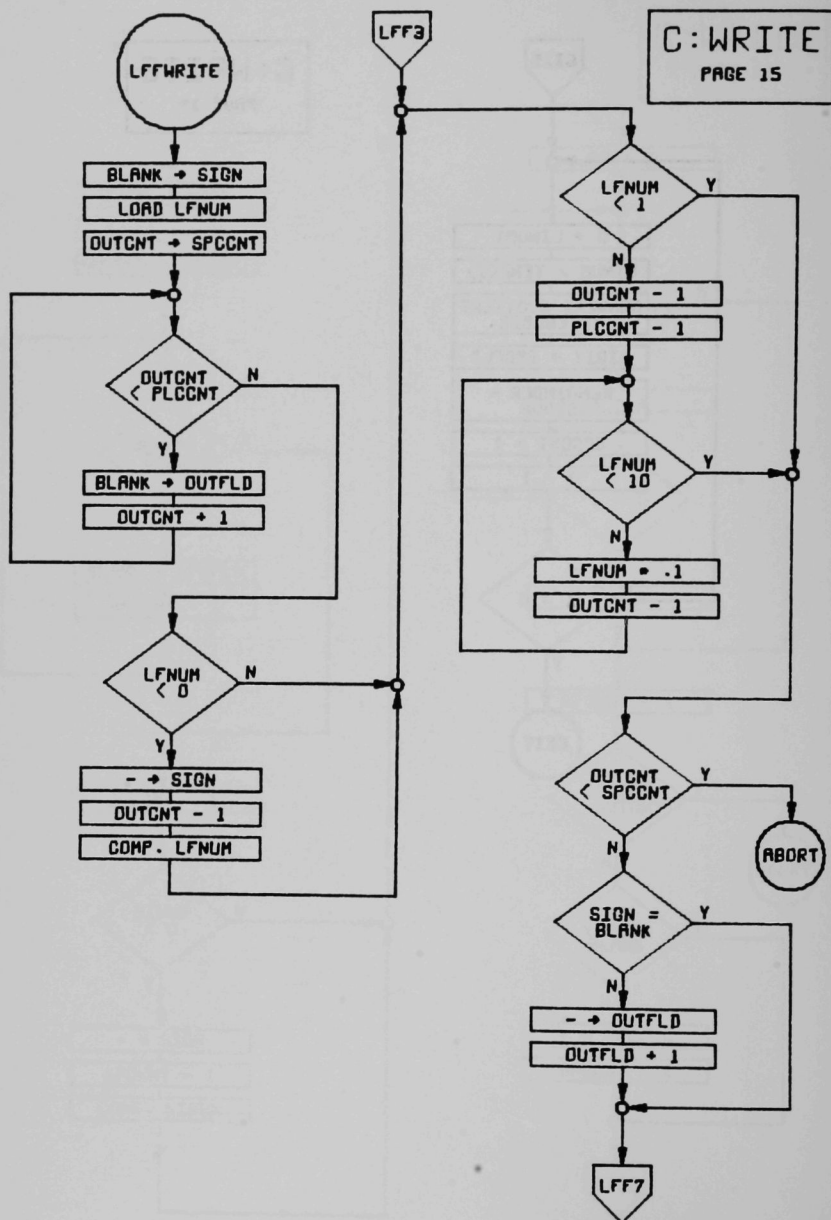 C:WRITE
PAGE 15
LFFWRITE
BLANK → SIGN
LOAD LFNUM
OUTCNT → SPCCNT
OUTCNT
< PLCCNT
N
Y
BLANK → OUTFLD
OUTCNT + 1
LFNUM
< 0
N
Y
- → SIGN
OUTCNT - 1
COMP. LFNUM
LFF3
LFNUM
< 1
Y
N
OUTCNT - 1
PLCCNT - 1
LFNUM
< 10
Y
N
LFNUM * .1
OUTCNT - 1
OUTCNT
< SPCCNT
Y
N
ABORT
SIGN =
BLANK
Y
N
- → OUTFLD
OUTFLD + 1
LFF7